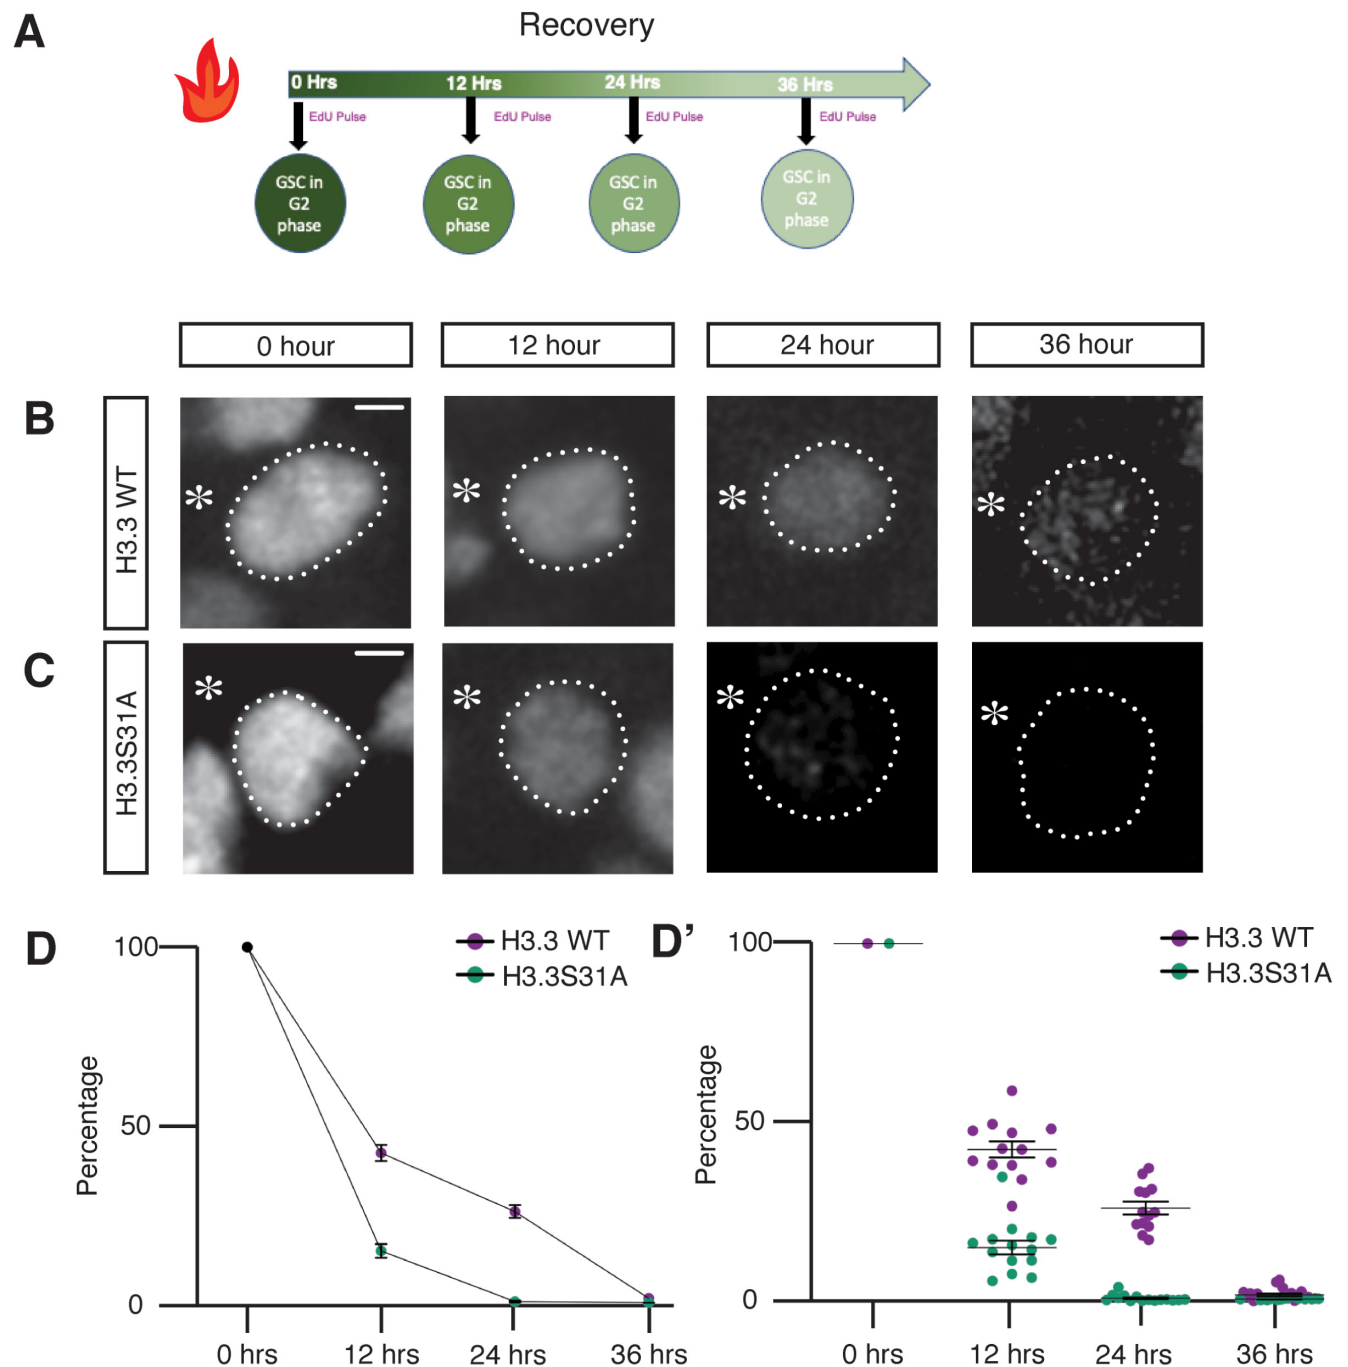 A
Recovery
0 Hrs
12 Hrs
24 Hrs
36 Hrs
EdU Pulse
EdU Pulse
EdU Pulse
EdU Pulse
GSC in
G2
phase
GSC in
G2
phase
GSC in
G2
phase
GSC in
G2
phase
0 hour
12 hour
24 hour
36 hour
B
H3.3 WT
*
*
*
*
C
H3.3S31A
*
*
*
*
D
H3.3 WT
H3.3S31A
Percentage
100
50
0
0 hrs
12 hrs
24 hrs
36 hrs
D’
H3.3 WT
H3.3S31A
Percentage
100
50
0
0 hrs
12 hrs
24 hrs
36 hrs